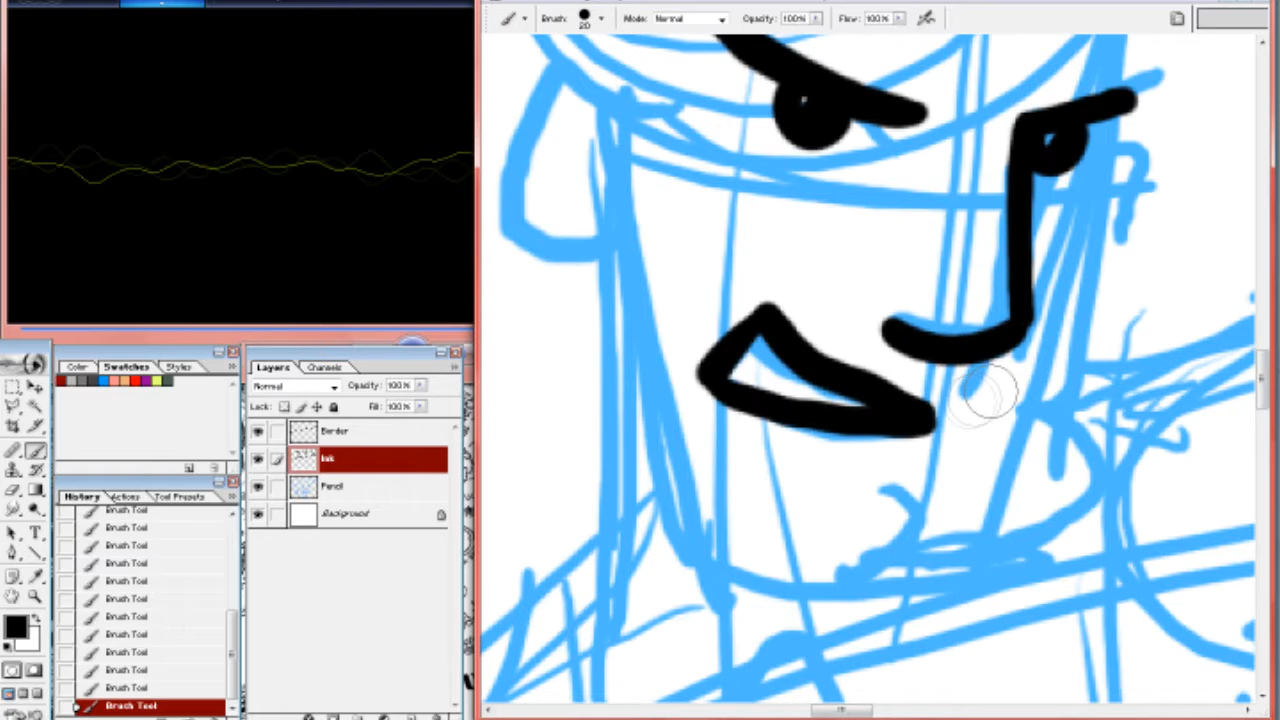 Brush: 20 Mode: Normal Opacity: 100% Flow: 100%
Color Swatches Styles
Layers Channels
Normal Opacity: 100%
Lock: Fill: 100%
Border
Ink
Pencil
Background
History Actions Tool Presets
Brush Tool
Brush Tool
Brush Tool
Brush Tool
Brush Tool
Brush Tool
Brush Tool
Brush Tool
Brush Tool
Brush Tool
Brush Tool
Brush Tool